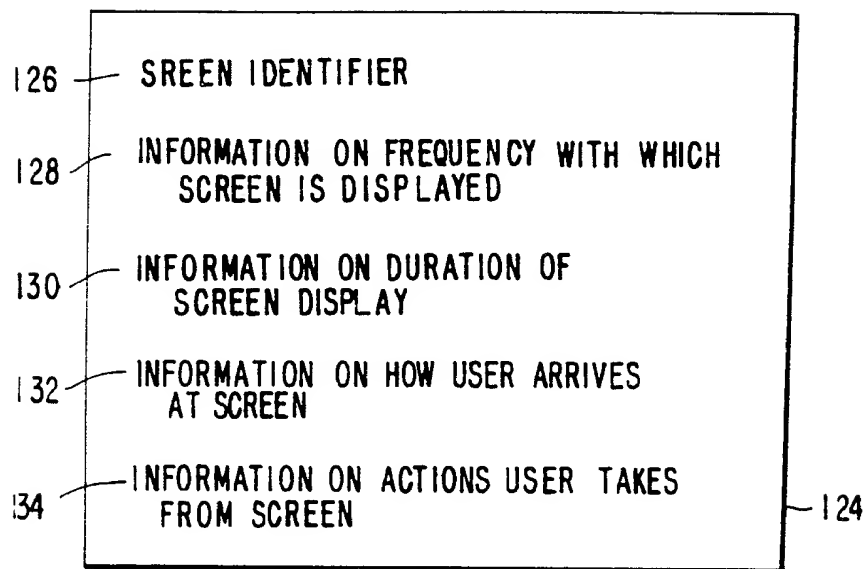 126 SREEN IDENTIFIER
128 INFORMATION ON FREQUENCY WITH WHICH
SCREEN IS DISPLAYED
130 INFORMATION ON DURATION OF
SCREEN DISPLAY
132 INFORMATION ON HOW USER ARRIVES
AT SCREEN
134 INFORMATION ON ACTIONS USER TAKES
FROM SCREEN
124